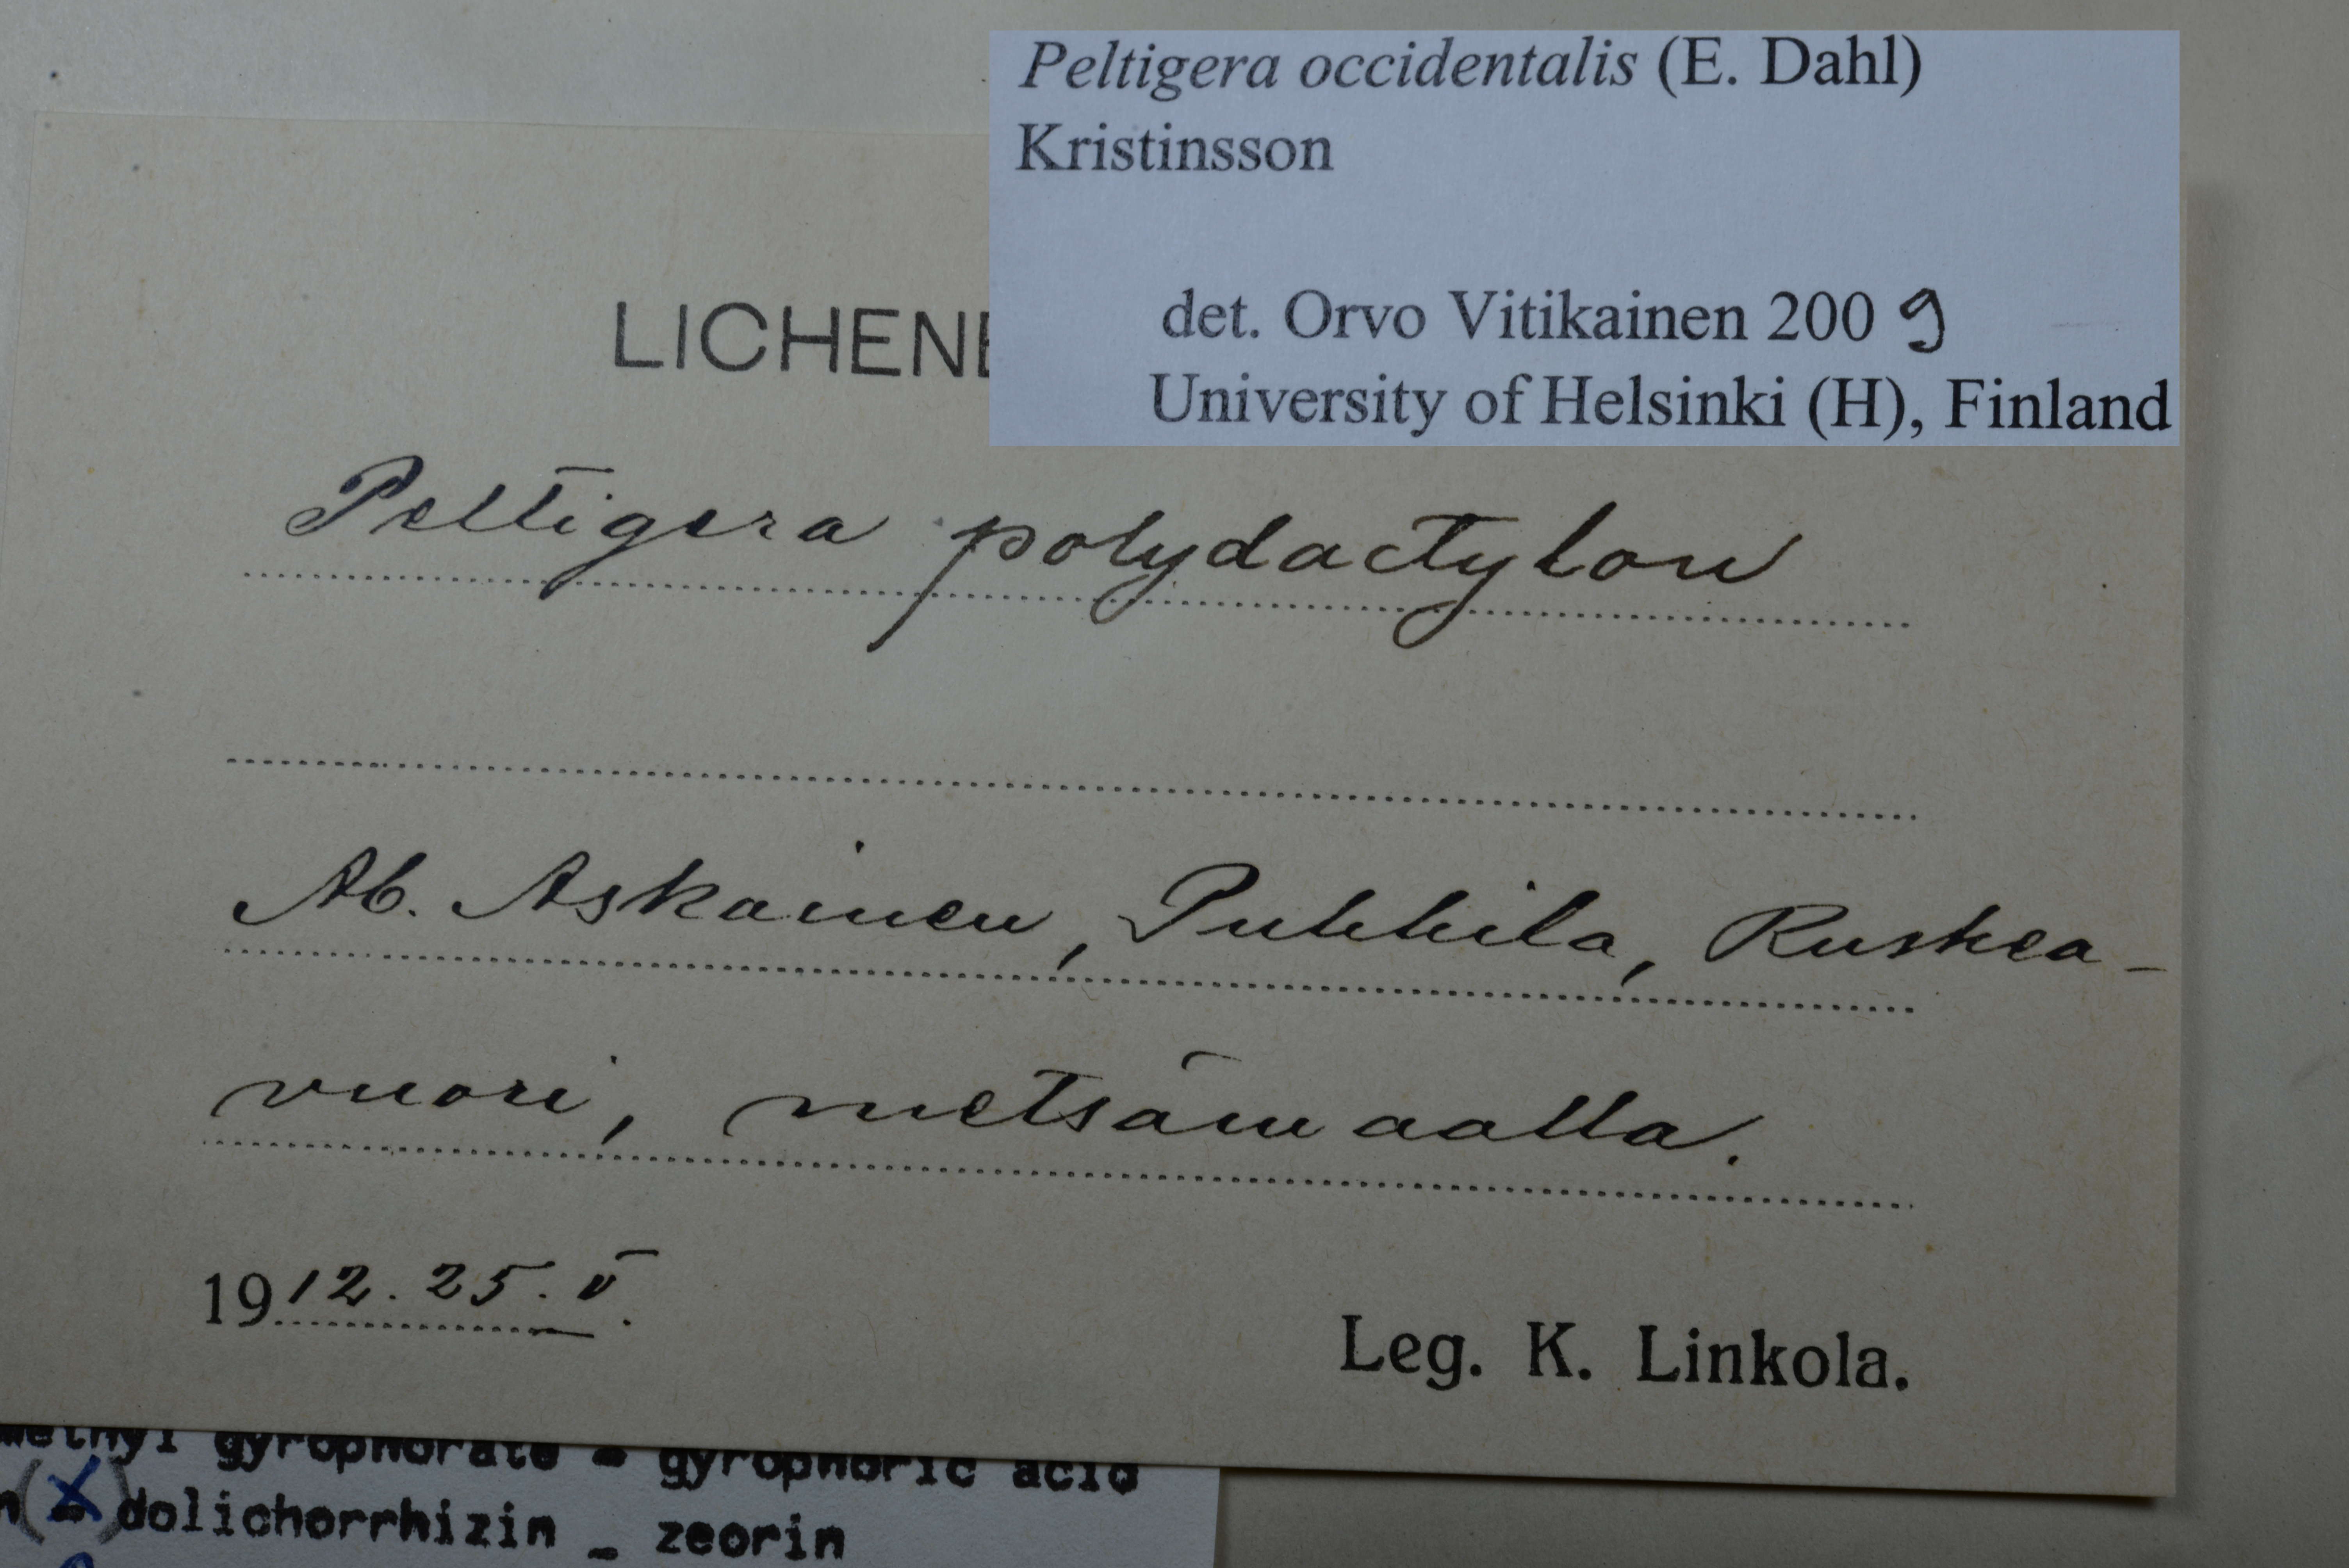 Peltigera occidentalis (E. Dahl)
Kristinsson
det. Orvo Vitikainen 2009
University of Helsinki (H), Finland
LICHENE
Peltigera polydactylon
Ab. Askainen, Pukkila, Ruskea-
vuori, metsämaalla.
1912. 25. V.
Leg. K. Linkola.
methyl gyrophorate - gyrophoric acid
(x) dolichorrhizin - zeorin